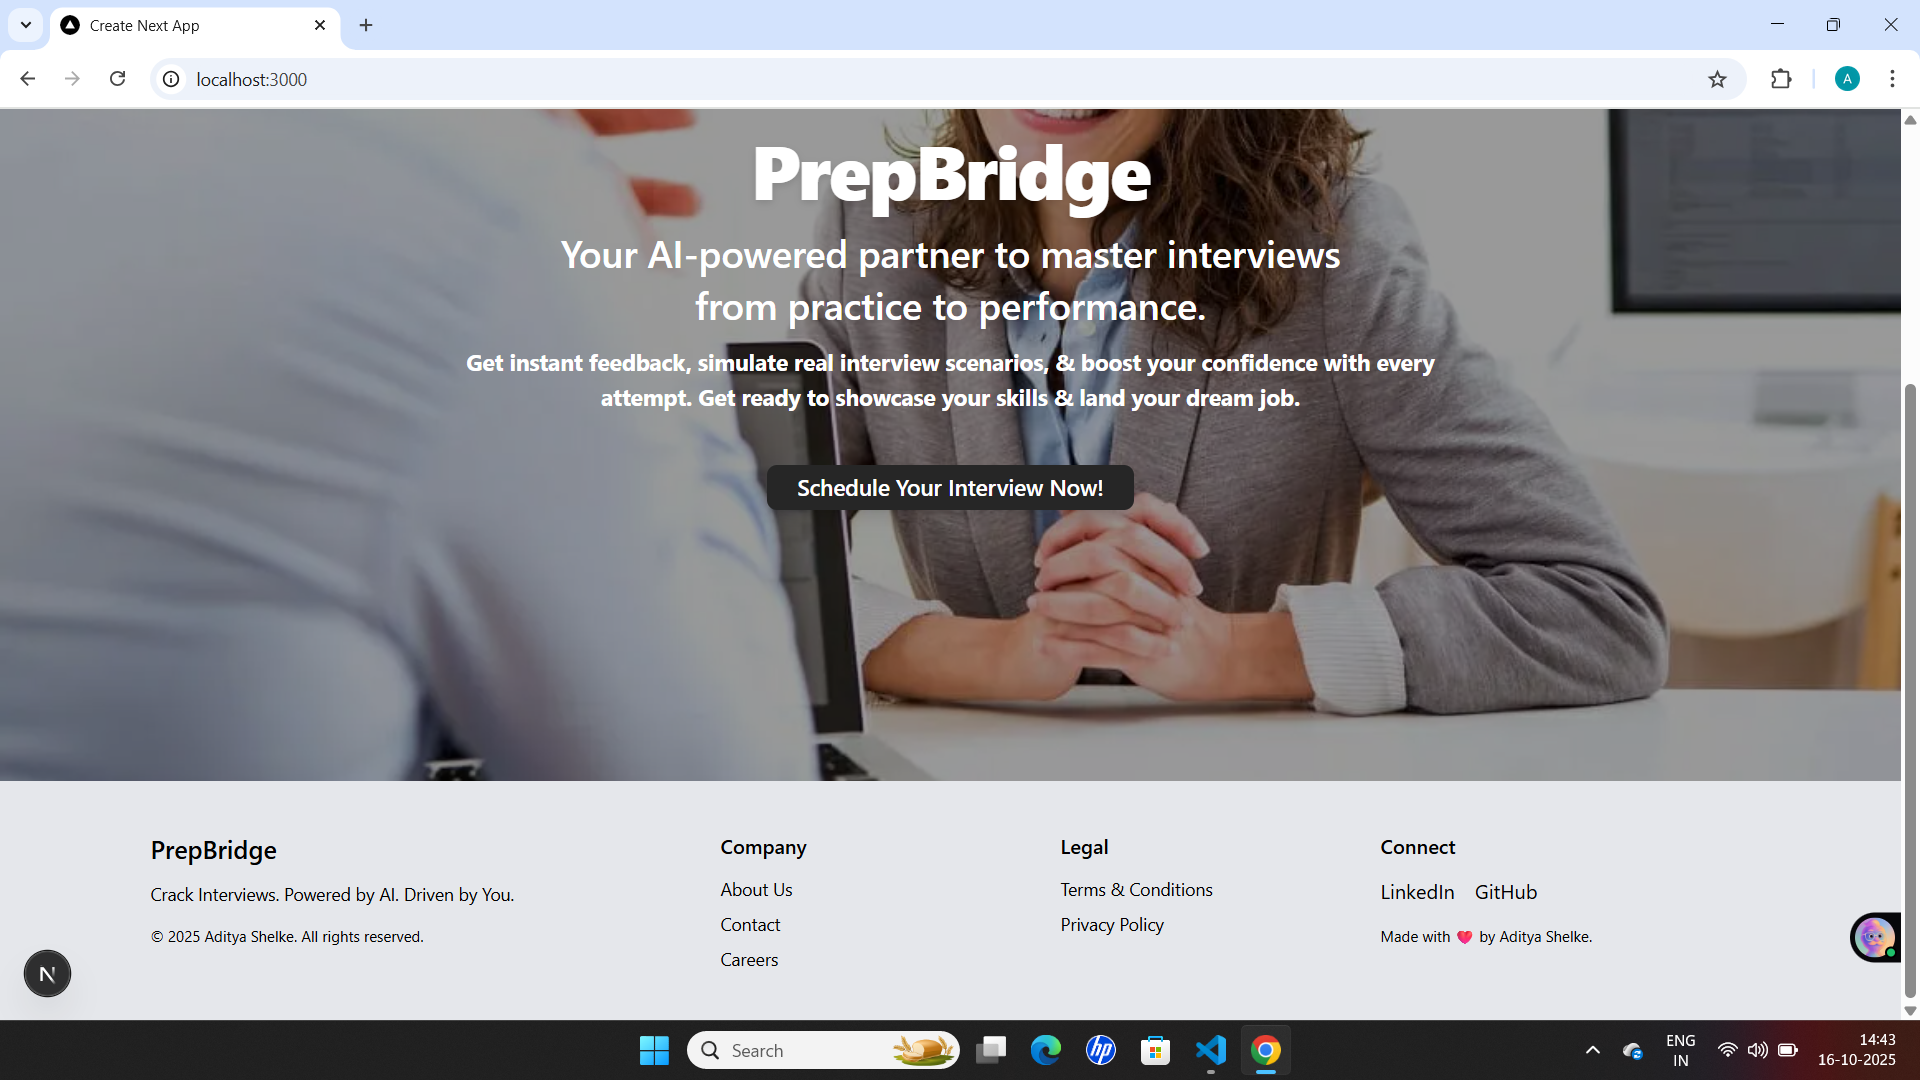 Create Next App
localhost:3000
A
PrepBridge
Your AI-powered partner to master interviews
from practice to performance.
Get instant feedback, simulate real interview scenarios, & boost your confidence with every
attempt. Get ready to showcase your skills & land your dream job.
Schedule Your Interview Now!
PrepBridge
Crack Interviews. Powered by AI. Driven by You.
© 2025 Aditya Shelke. All rights reserved.
Company
About Us
Contact
Careers
Legal
Terms & Conditions
Privacy Policy
Connect
LinkedIn GitHub
Made with ❤️ by Aditya Shelke.
N
Search
hp
ENG
IN
14:43
16-10-2025